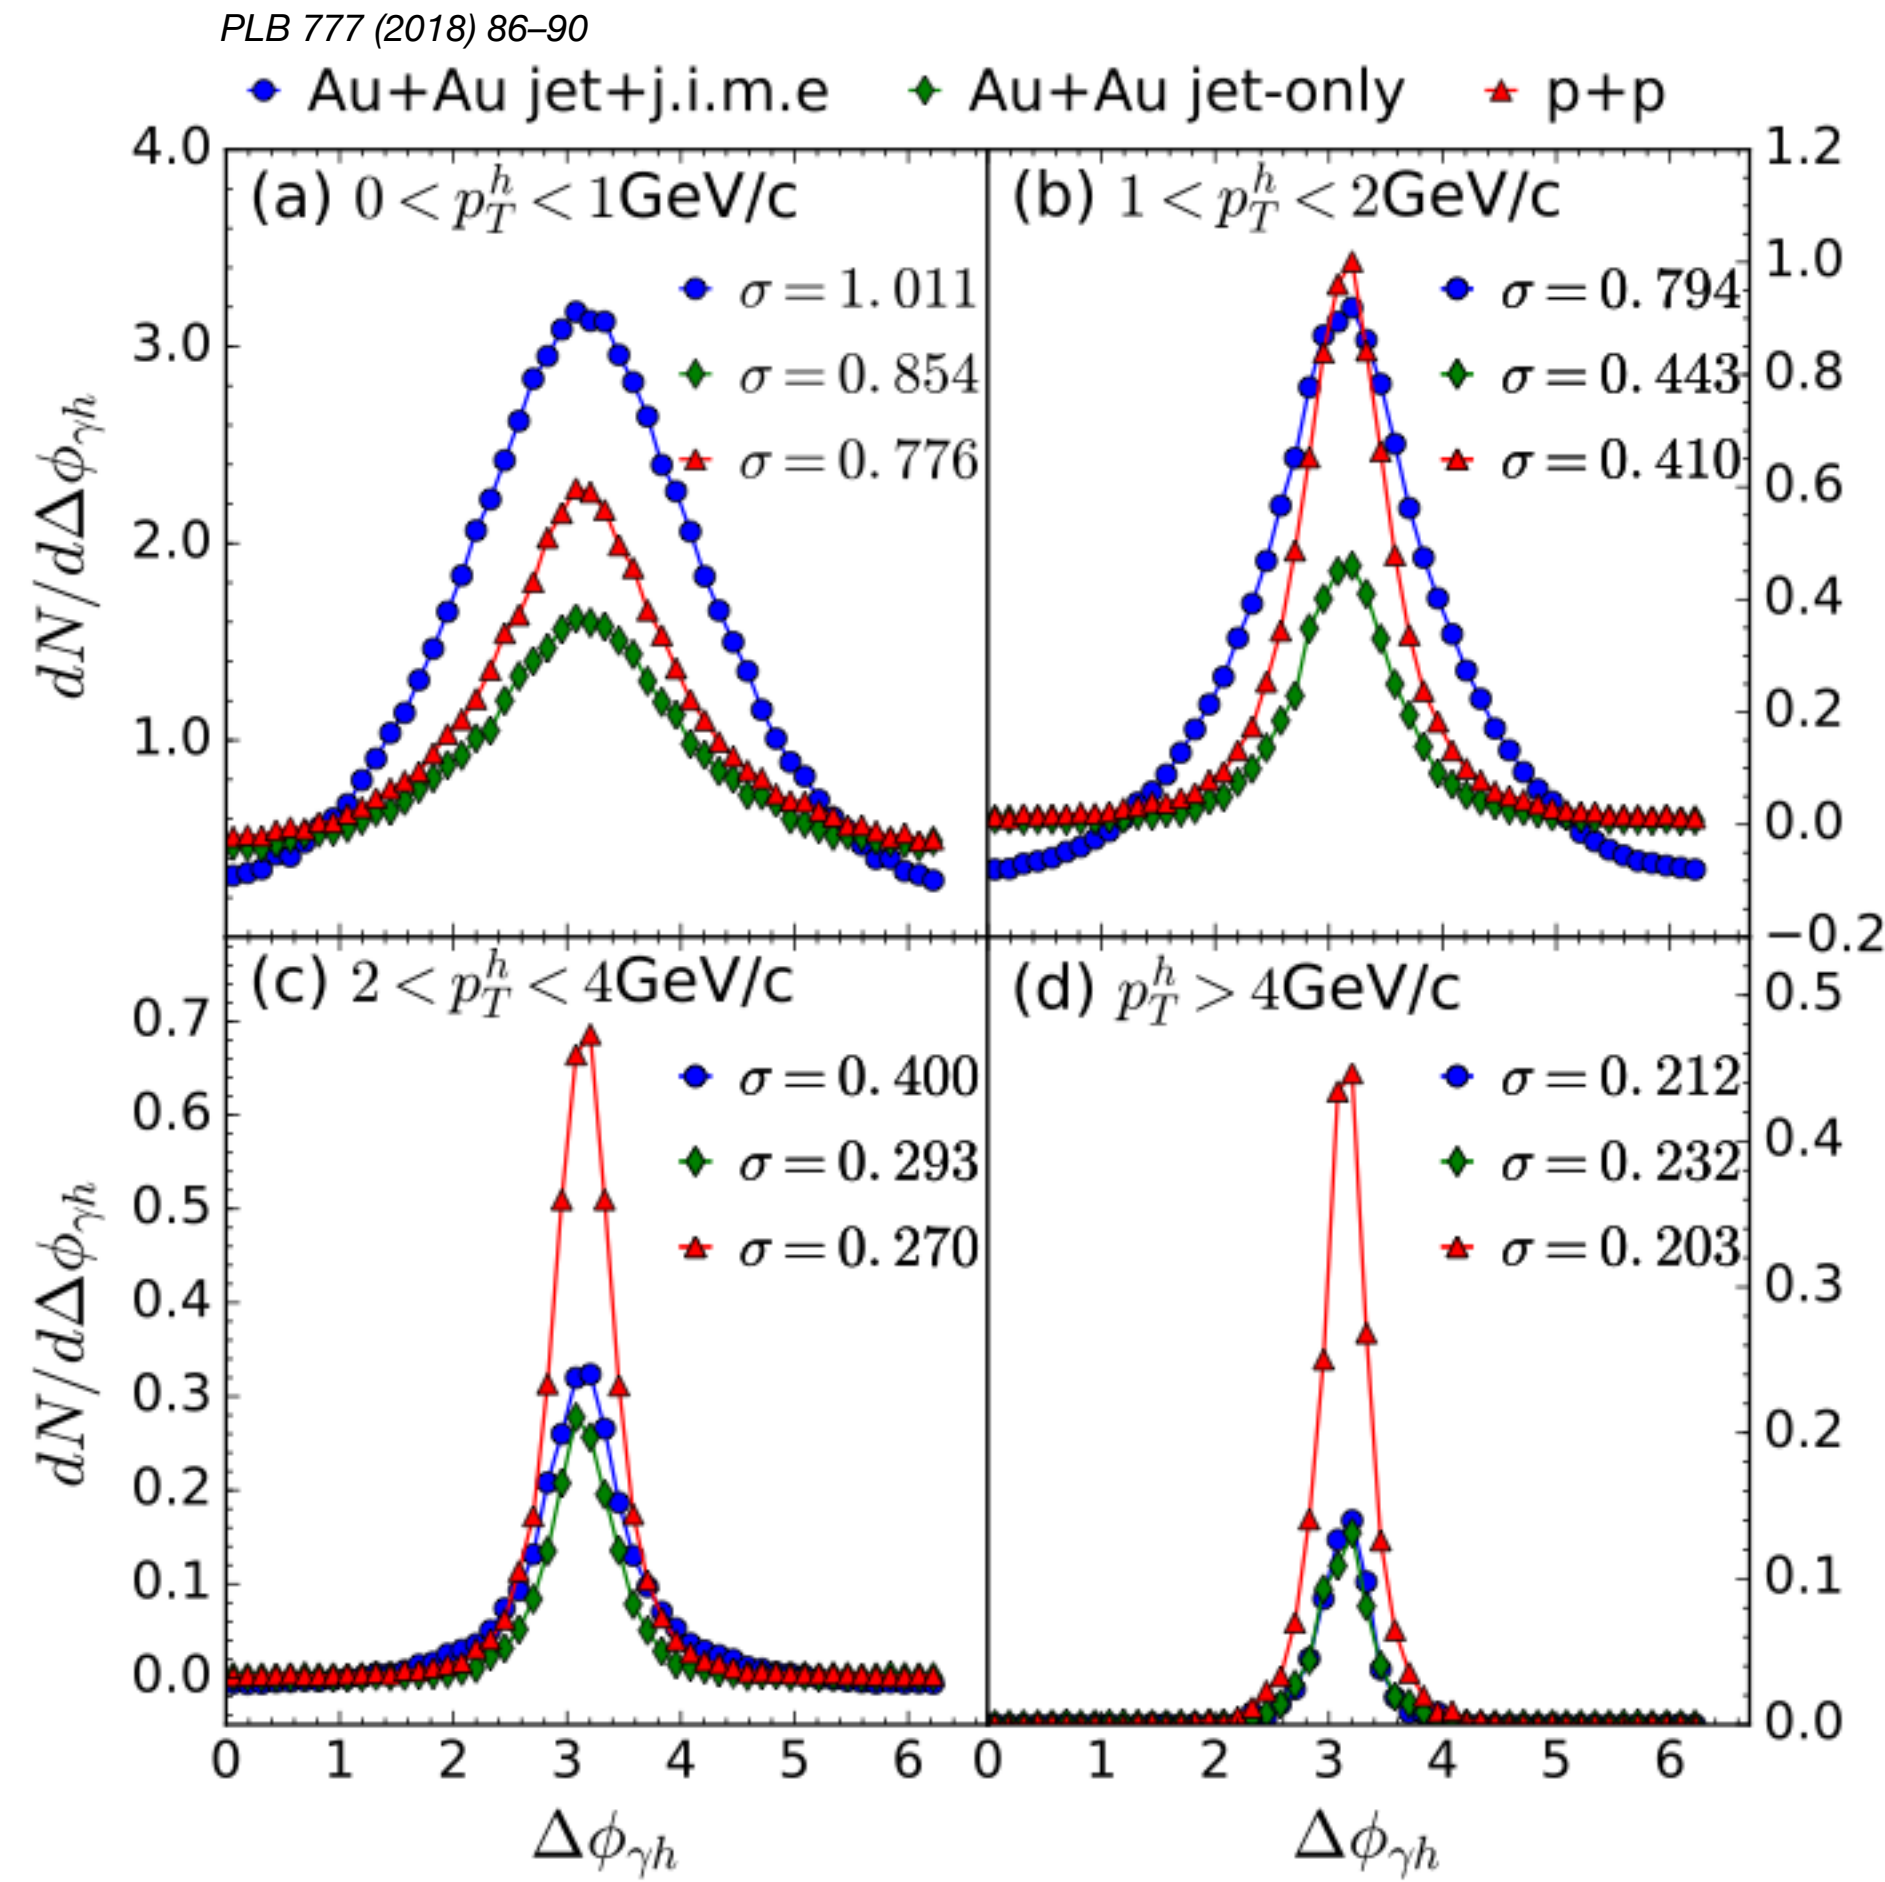 PLB 777 (2018) 86–90
Au+Au jet+j.i.m.e Au+Au jet-only p+p
4.0
3.0
2.0
1.0
dN/dΔϕγh
(a) 0 < p_T^h < 1GeV/c
σ = 1.011
σ = 0.854
σ = 0.776
(b) 1 < p_T^h < 2GeV/c
σ = 0.794
σ = 0.443
σ = 0.410
1.2
1.0
0.8
0.6
0.4
0.2
0.0
−0.2
0.7
0.6
0.5
0.4
0.3
0.2
0.1
0.0
dN/dΔϕγh
(c) 2 < p_T^h < 4GeV/c
σ = 0.400
σ = 0.293
σ = 0.270
(d) p_T^h > 4GeV/c
σ = 0.212
σ = 0.232
σ = 0.203
0.5
0.4
0.3
0.2
0.1
0.0
0 1 2 3 4 5 6 0 1 2 3 4 5 6
Δϕγh Δϕγh